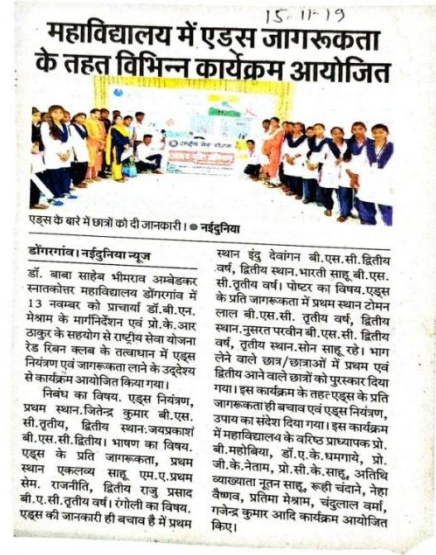 15-11-19
महाविद्यालय में एड्स जागरूकता
के तहत विभिन्न कार्यक्रम आयोजित
राष्ट्रीय सेवा योजना
एड्स के बारे में छात्रों को दी जानकारी। ● नईदुनिया
डोंगरगांव। नईदुनिया न्यूज
डॉ. बाबा साहेब भीमराव अम्बेडकर
स्नातकोत्तर महाविद्यालय डोंगरगांव में
13 नवम्बर को प्राचार्या डॉ.बी.एन.
मेश्राम के मार्गनिर्देशन एवं प्रो.के.आर
ठाकुर के सहयोग से राष्ट्रीय सेवा योजना
रेड रिबन क्लब के तत्वाधान में एड्स
नियंत्रण एवं जागरूकता लाने के उद्देश्य
से कार्यक्रम आयोजित किया गया।
निबंध का विषय. एड्स नियंत्रण,
प्रथम स्थान.जितेन्द्र कुमार बी.एस.
सी.तृतीय, द्वितीय स्थान:जयप्रकाश
बी.एस.सी.द्वितीय। भाषण का विषय.
एड्स के प्रति जागरूकता, प्रथम
स्थान एकलव्य साहू एम.ए.प्रथम
सेम. राजनीति, द्वितीय राजु प्रसाद
बी.ए.सी.तृतीय वर्ष। रंगोली का विषय.
एड्स की जानकारी ही बचाव है में प्रथम
स्थान इंदु देवांगन बी.एस.सी.द्वितीय
वर्ष, द्वितीय स्थान.भारती साहू बी.एस.
सी.तृतीय वर्ष। पोष्टर का विषय.एड्स
के प्रति जागरूकता में प्रथम स्थान टोमन
लाल बी.एस.सी. तृतीय वर्ष, द्वितीय
स्थान.नुसरत परवीन बी.एस.सी. द्वितीय
वर्ष, तृतीय स्थान.सोन साहू रहे। भाग
लेने वाले छात्र/छात्राओं में प्रथम एवं
द्वितीय आने वाले छात्रों को पुरस्कार दिया
गया। इस कार्यक्रम के तहत एड्स के प्रति
जागरूकता ही बचाव एवं एड्स नियंत्रण,
उपाय का संदेश दिया गया। इस कार्यक्रम
में महाविद्यालय के वरिष्ठ प्राध्यापक प्रो.
बी.महोबिया, डॉ.ए.के.धमगाये, प्रो.
जी.के.नेताम, प्रो.सी.के.साहू, अतिथि
व्याख्याता नूतन साहू, रूही चंदाने, नेहा
वैष्णव, प्रतिमा मेश्राम, चंदुलाल वर्मा,
गजेन्द्र कुमार आदि कार्यक्रम आयोजित
किए।